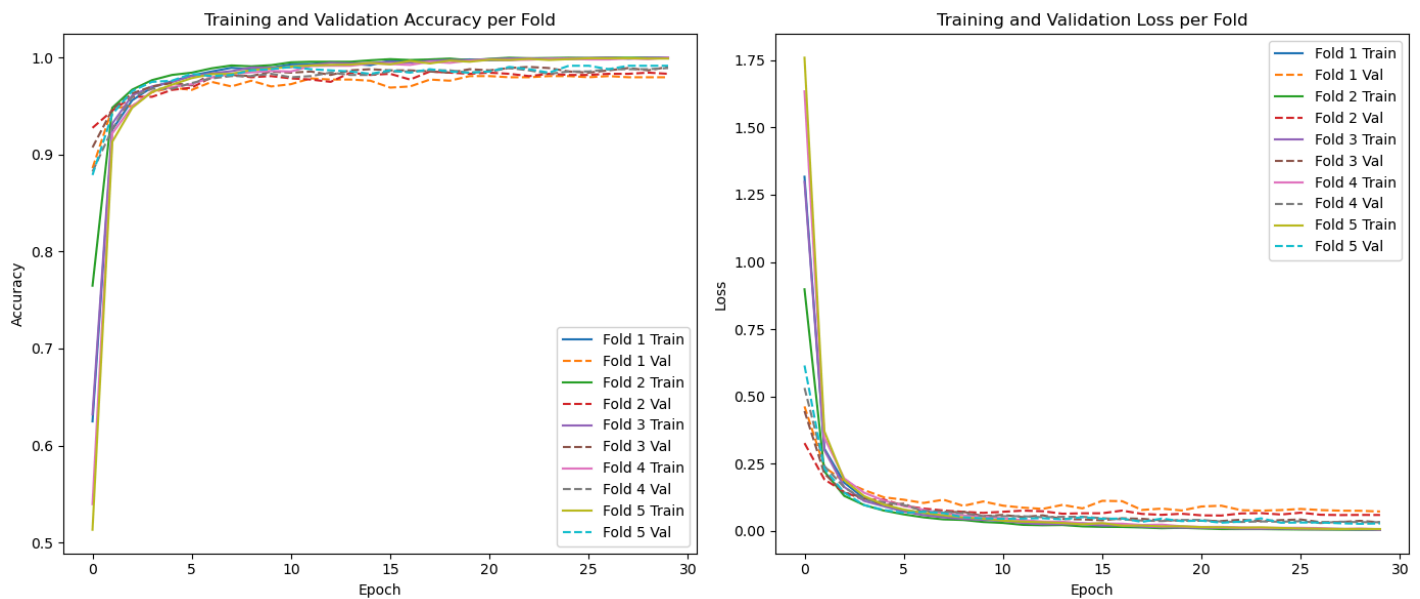 Training and Validation Accuracy per Fold
1.0
0.9
0.8
0.7
0.6
0.5
Accuracy
0
5
10
15
20
25
30
Epoch
Fold 1 Train
Fold 1 Val
Fold 2 Train
Fold 2 Val
Fold 3 Train
Fold 3 Val
Fold 4 Train
Fold 4 Val
Fold 5 Train
Fold 5 Val
Training and Validation Loss per Fold
1.75
1.50
1.25
1.00
0.75
0.50
0.25
0.00
Loss
0
5
10
15
20
25
30
Epoch
Fold 1 Train
Fold 1 Val
Fold 2 Train
Fold 2 Val
Fold 3 Train
Fold 3 Val
Fold 4 Train
Fold 4 Val
Fold 5 Train
Fold 5 Val